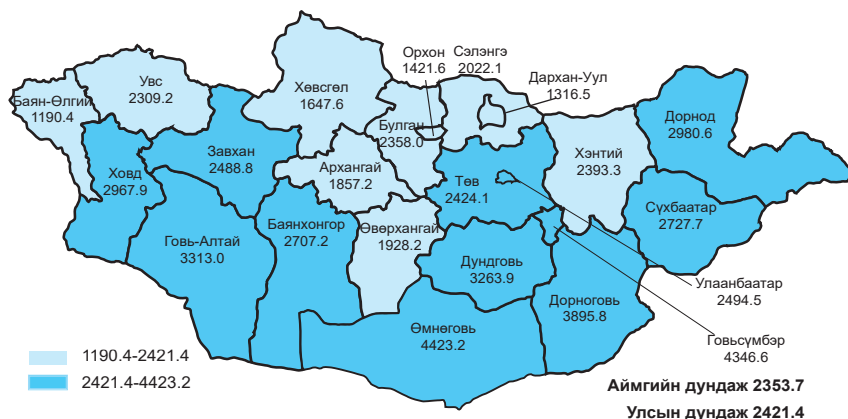 Орхон
1421.6
Сэлэнгэ
2022.1
Дархан-Уул
1316.5
Увс
2309.2
Хөвсгөл
1647.6
Баян-Өлгий
1190.4
Дорнод
2980.6
Булган
2358.0
Завхан
2488.8
Хэнтий
2393.3
Архангай
1857.2
Ховд
2967.9
Төв
2424.1
Сүхбаатар
2727.7
Баянхонгор
2707.2
Өвөрхангай
1928.2
Говь-Алтай
3313.0
Дундговь
3263.9
Улаанбаатар
2494.5
Дорноговь
3895.8
Өмнөговь
4423.2
Говьсүмбэр
4346.6
1190.4-2421.4
2421.4-4423.2
Аймгийн дундаж 2353.7
Улсын дундаж 2421.4